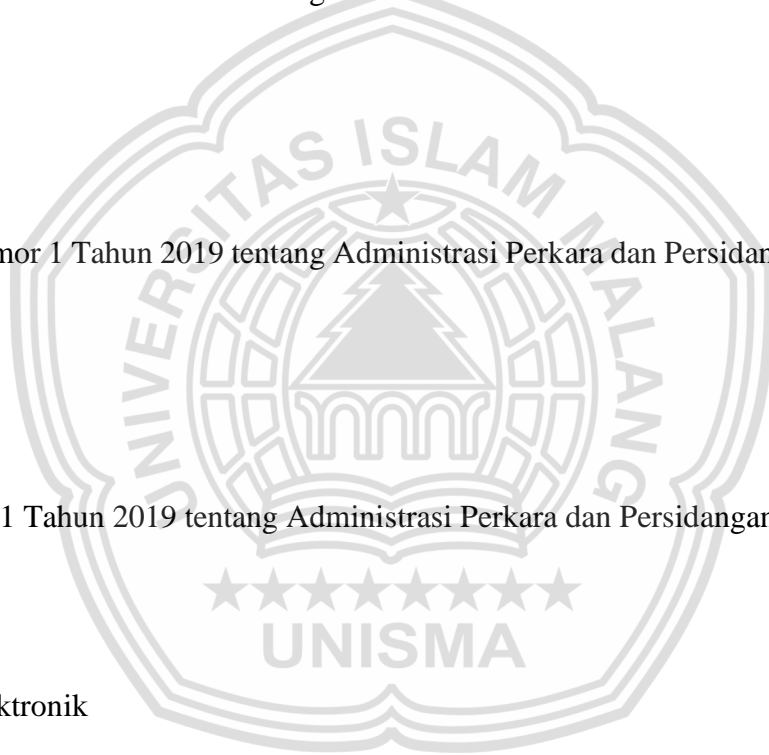 UNIVERSITAS ISLAM MALANG
mor 1 Tahun 2019 tentang Administrasi Perkara dan Persidan
1 Tahun 2019 tentang Administrasi Perkara dan Persidangan
UNISMA
ktronik